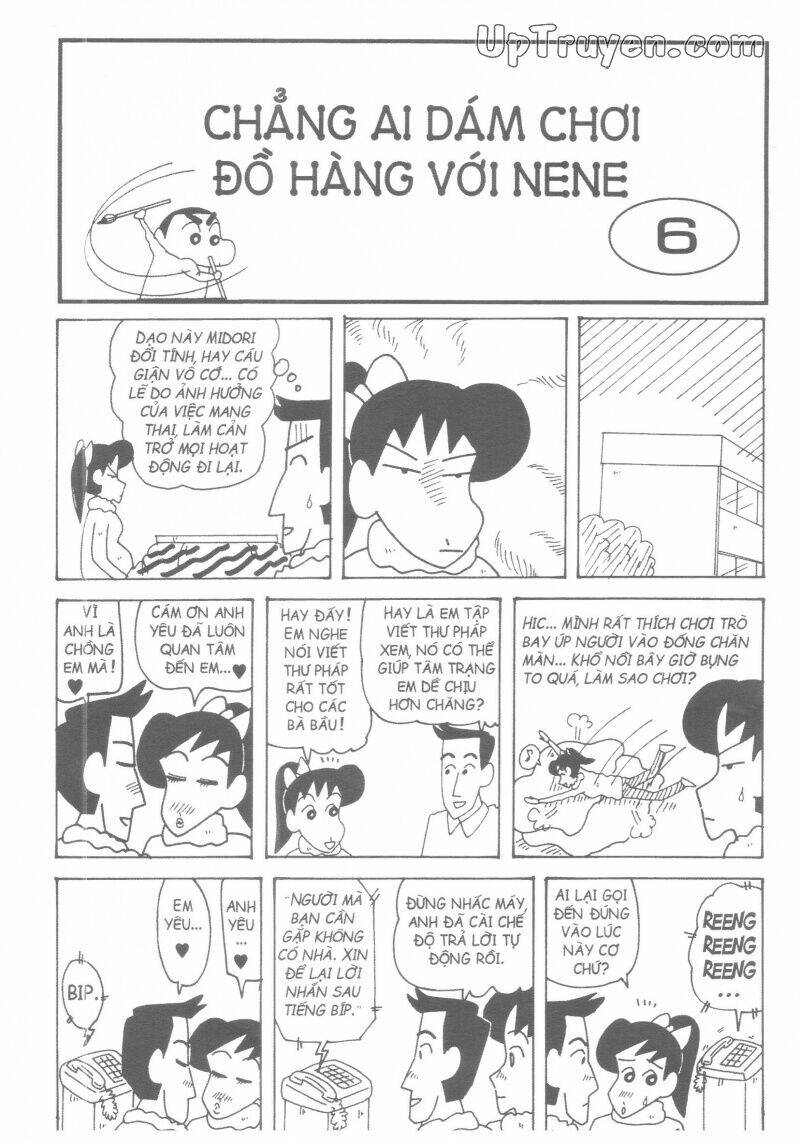 UpTruyen.com
CHẲNG AI DÁM CHƠI
ĐỒ HÀNG VỚI NENE
6
DẠO NÀY MIDORI
ĐỔI TÍNH, HAY CÁU
GIẬN VÔ CỚ... CÓ
LẼ DO ẢNH HƯỞNG
CỦA VIỆC MANG
THAI, LÀM CẢN
TRỞ MỌI HOẠT
ĐỘNG ĐI LẠI.
HIC... MÌNH RẤT THÍCH CHƠI TRÒ
BAY ÚP NGƯỜI VÀO ĐỐNG CHĂN
MÀN... KHỔ NỖI BÂY GIỜ BỤNG
TO QUÁ, LÀM SAO CHƠI?
HAY LÀ EM TẬP
VIẾT THƯ PHÁP
XEM, NÓ CÓ THỂ
GIÚP TÂM TRẠNG
EM DỄ CHỊU
HƠN CHĂNG?
HAY ĐẤY!
EM NGHE
NÓI VIẾT
THƯ PHÁP
RẤT TỐT
CHO CÁC
BÀ BẦU!
CẢM ƠN ANH
YÊU ĐÃ LUÔN
QUAN TÂM
ĐẾN EM... ♥
VÌ
ANH LÀ
CHỒNG
EM MÀ!
♥
REENG
REENG
REENG
...
AI LẠI GỌI
ĐẾN ĐÚNG
VÀO LÚC
NÀY CƠ
CHỨ?
ĐỪNG NHẤC MÁY,
ANH ĐÃ CÀI CHẾ
ĐỘ TRẢ LỜI TỰ
ĐỘNG RỒI.
"NGƯỜI MÀ
BẠN CẦN
GẶP KHÔNG
CÓ NHÀ. XIN
ĐỂ LẠI LỜI
NHẮN SAU
TIẾNG BÍP."
ANH
YÊU
...
♥
EM
YÊU...
♥
BIP...